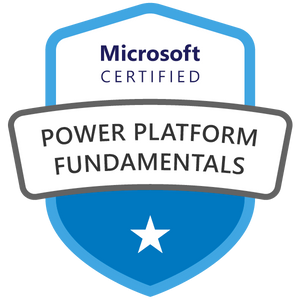 Microsoft
CERTIFIED
POWER PLATFORM
FUNDAMENTALS